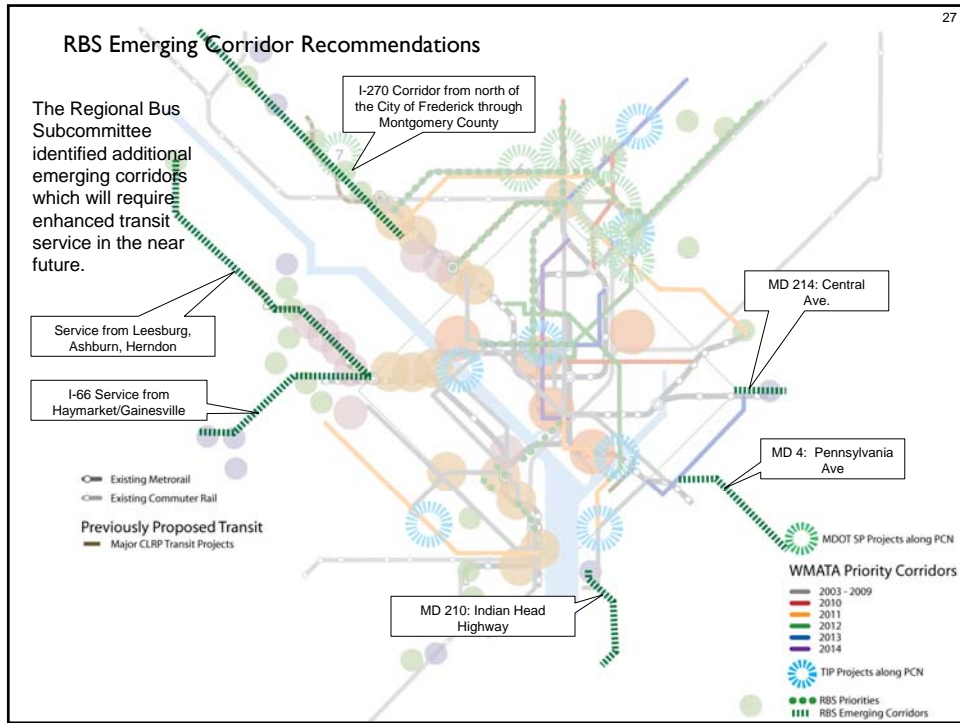 27
RBS Emerging Corridor Recommendations
The Regional Bus
Subcommittee
identified additional
emerging corridors
which will require
enhanced transit
service in the near
future.
I-270 Corridor from north of
the City of Frederick through
Montgomery County
7
MD 214: Central
Ave.
Service from Leesburg,
Ashburn, Herndon
I-66 Service from
Haymarket/Gainesville
MD 4: Pennsylvania
Ave
MD 210: Indian Head
Highway
Existing Metrorail
Existing Commuter Rail
Previously Proposed Transit
Major CLRP Transit Projects
MDOT SP Projects along PCN
WMATA Priority Corridors
2003 - 2009
2010
2011
2012
2013
2014
TIP Projects along PCN
RBS Priorities
RBS Emerging Corridors